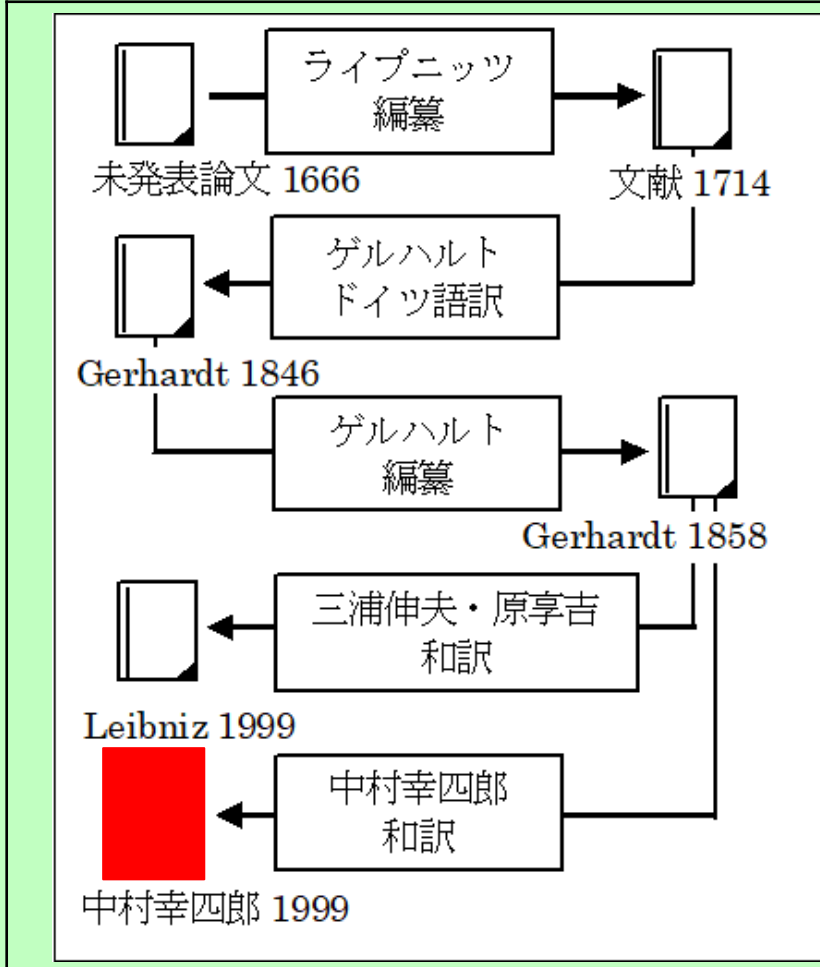 ライプニッツ
編纂
未発表論文 1666
文献 1714
ゲルハルト
ドイツ語訳
Gerhardt 1846
ゲルハルト
編纂
Gerhardt 1858
三浦伸夫・原享吉
和訳
Leibniz 1999
中村幸四郎
和訳
中村幸四郎 1999